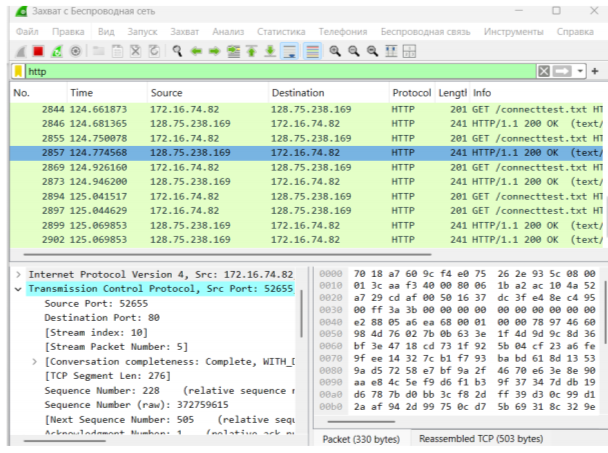 Захват с Беспроводная сеть
Файл Правка Вид Запуск Захват Анализ Статистика Телефония Беспроводная связь Инструменты Справка
http
No. Time Source Destination Protocol Length Info
2844 124.661873 172.16.74.82 128.75.238.169 HTTP 201 GET /connecttest.txt HT
2846 124.681365 128.75.238.169 172.16.74.82 HTTP 241 HTTP/1.1 200 OK (text/
2855 124.750078 172.16.74.82 128.75.238.169 HTTP 201 GET /connecttest.txt HT
2857 124.774568 128.75.238.169 172.16.74.82 HTTP 241 HTTP/1.1 200 OK (text/
2869 124.926160 172.16.74.82 128.75.238.169 HTTP 201 GET /connecttest.txt HT
2873 124.946200 128.75.238.169 172.16.74.82 HTTP 241 HTTP/1.1 200 OK (text/
2894 125.041517 172.16.74.82 128.75.238.169 HTTP 201 GET /connecttest.txt HT
2897 125.044629 172.16.74.82 128.75.238.169 HTTP 201 GET /connecttest.txt HT
2899 125.069853 128.75.238.169 172.16.74.82 HTTP 241 HTTP/1.1 200 OK (text/
2902 125.069853 128.75.238.169 172.16.74.82 HTTP 241 HTTP/1.1 200 OK (text/
Internet Protocol Version 4, Src: 172.16.74.82
Transmission Control Protocol, Src Port: 52655
Source Port: 52655
Destination Port: 80
[Stream index: 10]
[Stream Packet Number: 5]
[Conversation completeness: Complete, WITH_D
[TCP Segment Len: 276]
Sequence Number: 228 (relative sequence n
Sequence Number (raw): 372759615
[Next Sequence Number: 505 (relative sequ
Acknowledgment Number: 1 (relative ack nu
0000 70 18 a7 60 9c f4 e0 75 26 2e 93 5c 08 00
0010 01 3c aa f3 40 00 80 06 1b a2 ac 10 4a 52
0020 a7 29 cd af 00 50 16 37 dc 3f e4 8e c4 95
0030 00 ff 3a 3b 00 00 00 00 00 00 00 00 00 00
0040 e2 88 05 a6 ea 68 00 01 00 00 78 97 46 60
0050 98 4d 76 02 7b 0b 63 3e 1f 4d 9d 9c 8d 36
0060 bf 3e 47 18 cd 73 1f 92 5b 04 cf 23 a6 fe
0070 9f ee 14 32 7c b1 f7 93 ba bd 61 8d 13 53
0080 9a d5 72 58 e7 bf 9a 2f 46 70 e6 3e 8e 90
0090 aa e8 4c 5e f9 d6 f1 b3 9f 37 34 7d db 19
00a0 d6 78 7b d0 bb 3c f8 2d ff 39 d3 0c 99 d1
00b0 2a af 94 2d 99 75 0c d7 5b 69 31 8c 32 9e
Packet (330 bytes) Reassembled TCP (503 bytes)